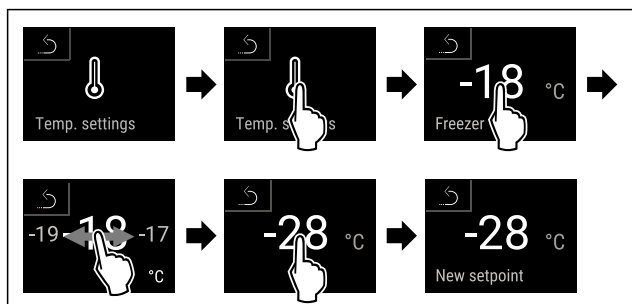 Temp. settings
Temp. s s
-18 °C
Freezer
-19 -18 -17
°C
-28 °C
-28 °C
New setpoint